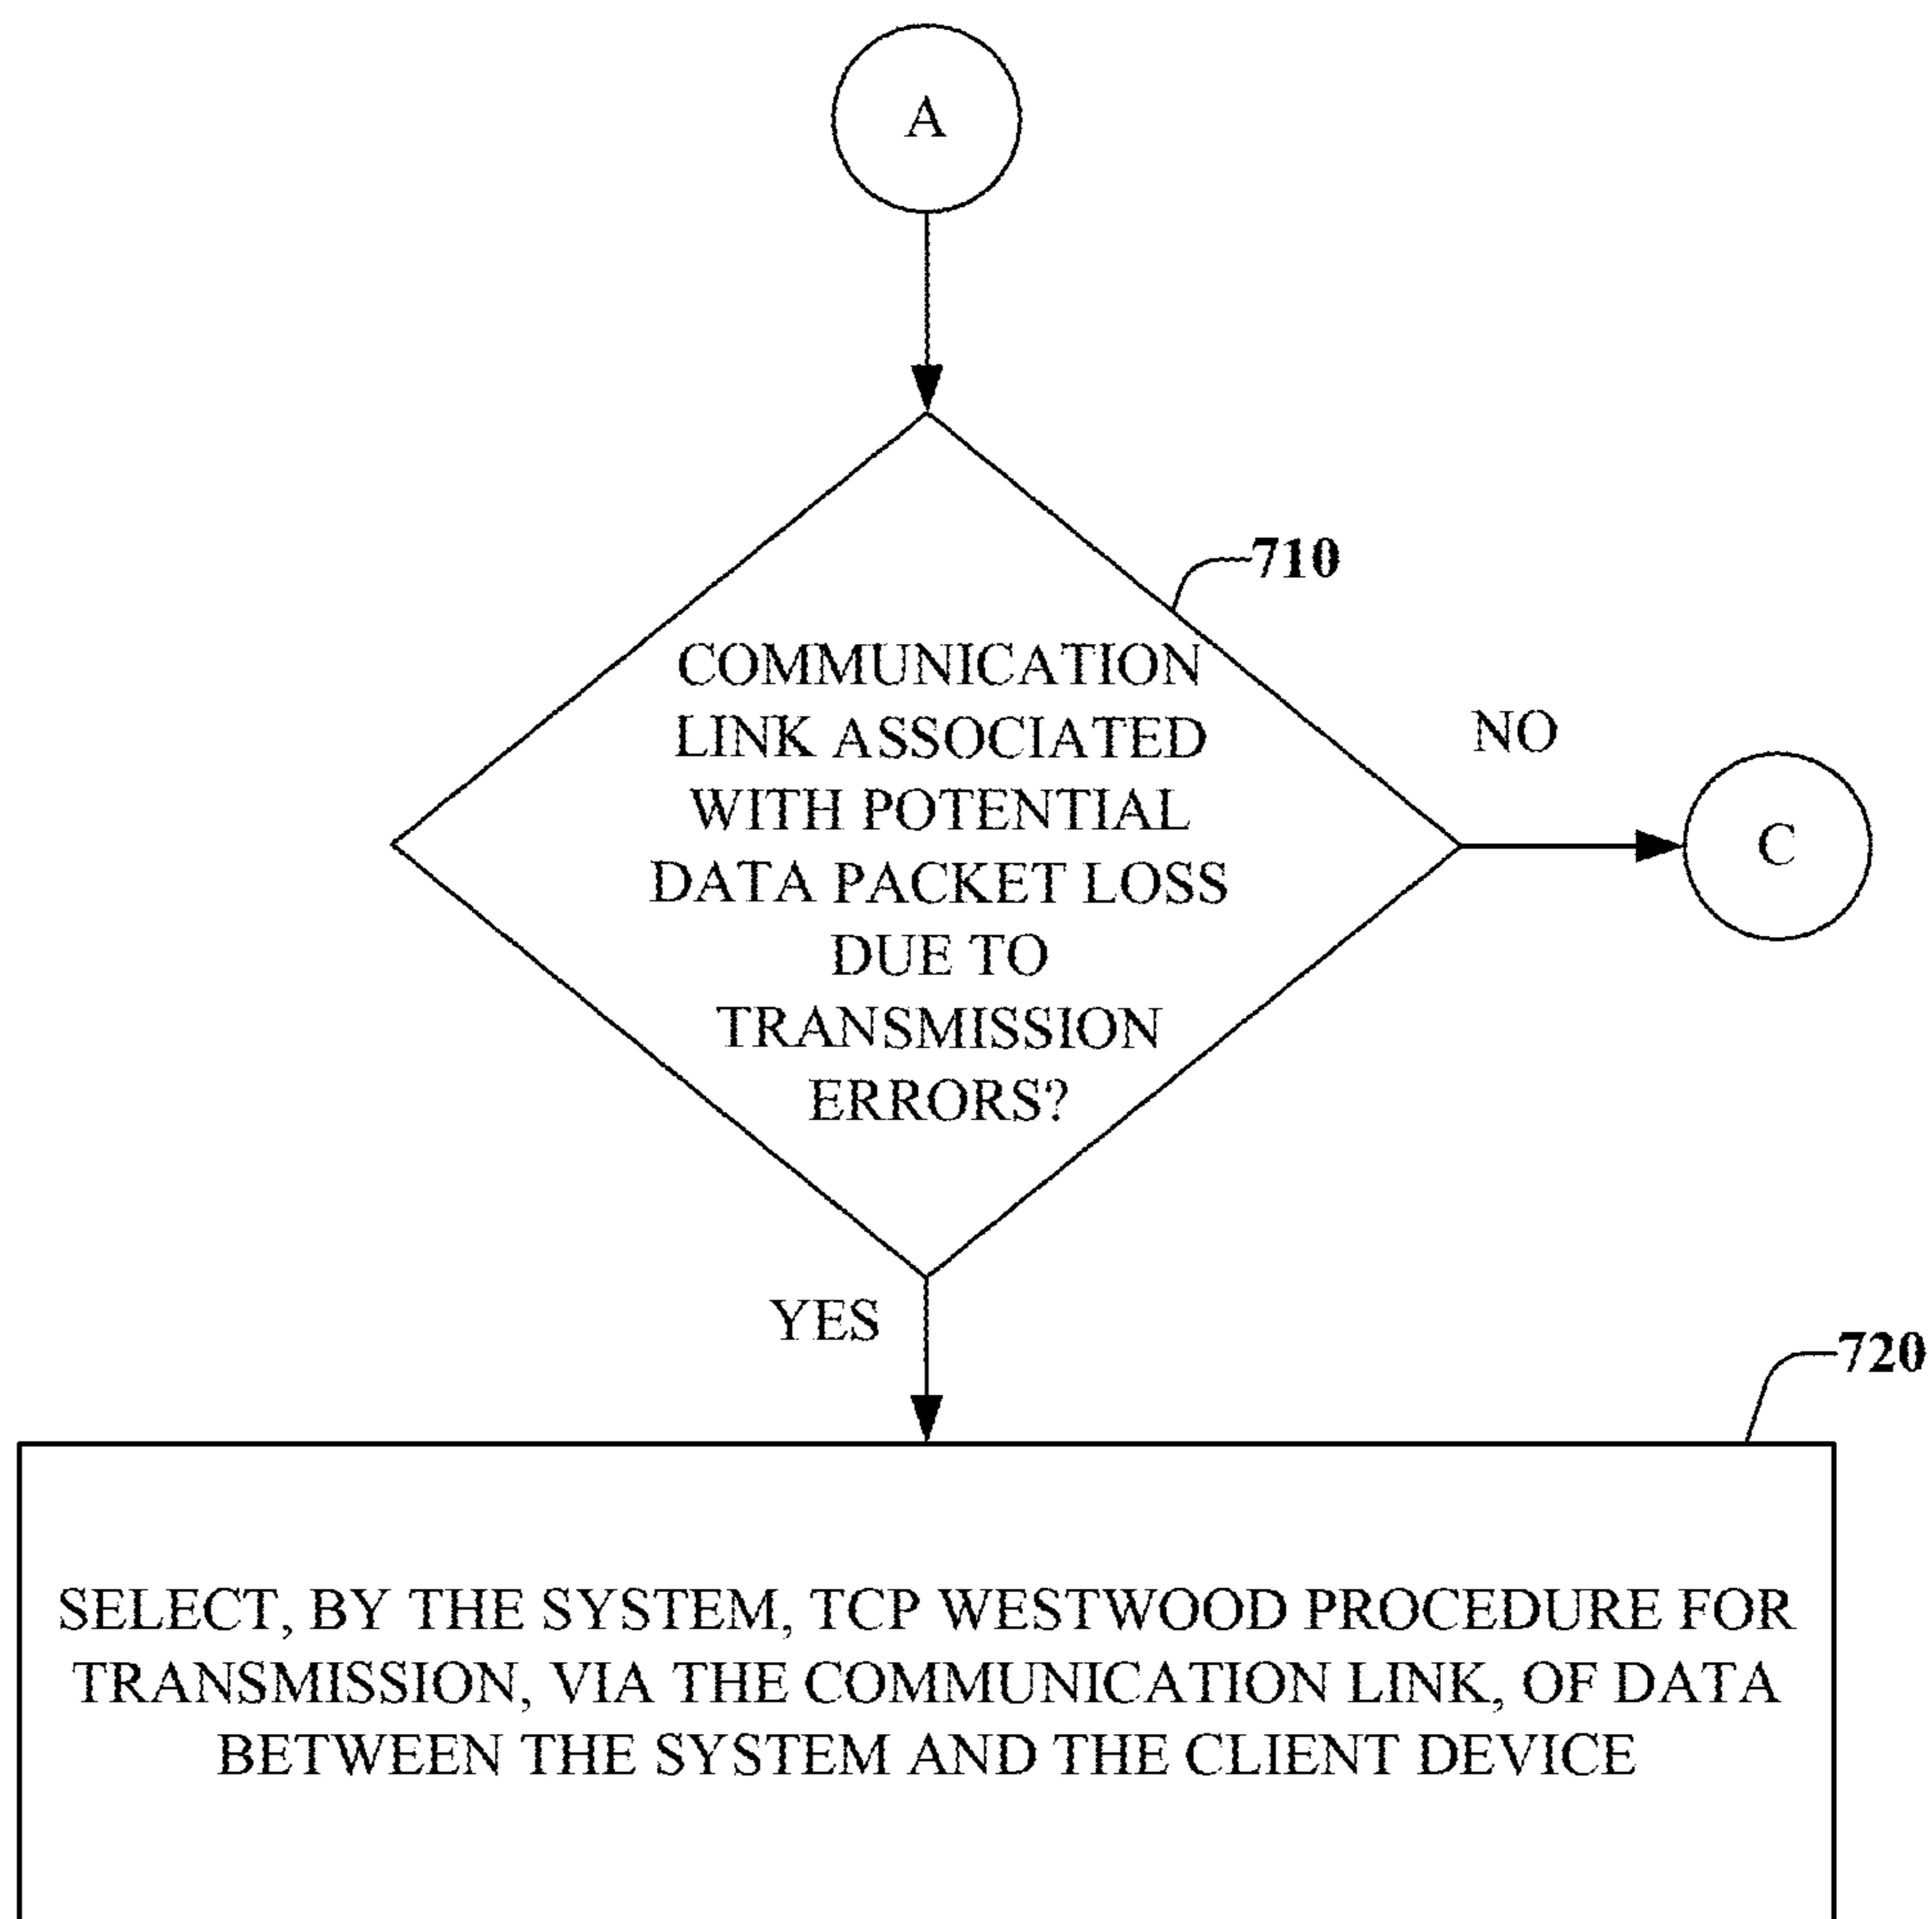 A
710
COMMUNICATION
LINK ASSOCIATED
WITH POTENTIAL
DATA PACKET LOSS
DUE TO
TRANSMISSION
ERRORS?
NO
C
YES
720
SELECT, BY THE SYSTEM, TCP WESTWOOD PROCEDURE FOR
TRANSMISSION, VIA THE COMMUNICATION LINK, OF DATA
BETWEEN THE SYSTEM AND THE CLIENT DEVICE